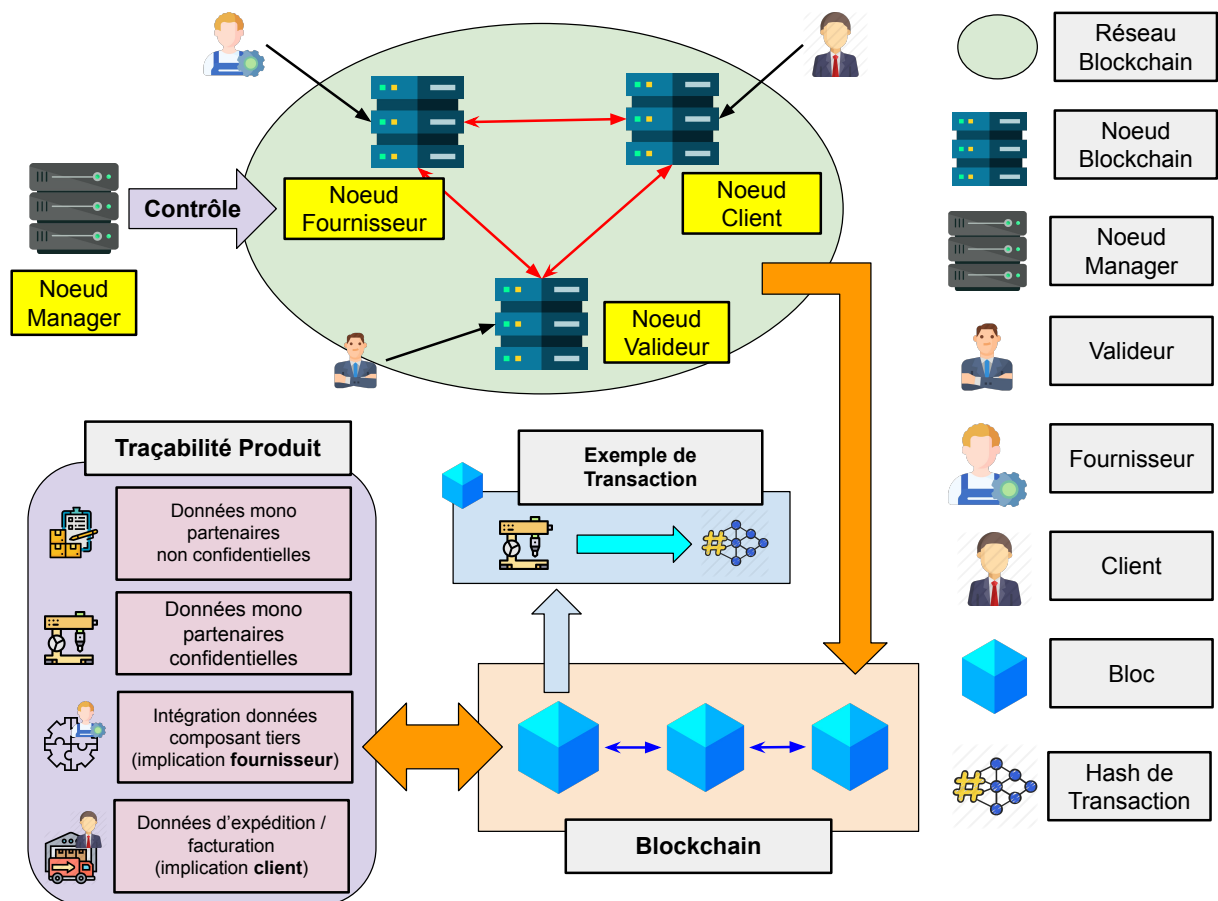 Contrôle
Noeud
Manager
Noeud
Fournisseur
Noeud
Client
Noeud
Valideur
Traçabilité Produit
Données mono
partenaires
non confidentielles
Données mono
partenaires
confidentielles
Intégration données
composant tiers
(implication fournisseur)
Données d'expédition /
facturation
(implication client)
Exemple de
Transaction
Blockchain
Réseau
Blockchain
Noeud
Blockchain
Noeud
Manager
Valideur
Fournisseur
Client
Bloc
Hash de
Transaction